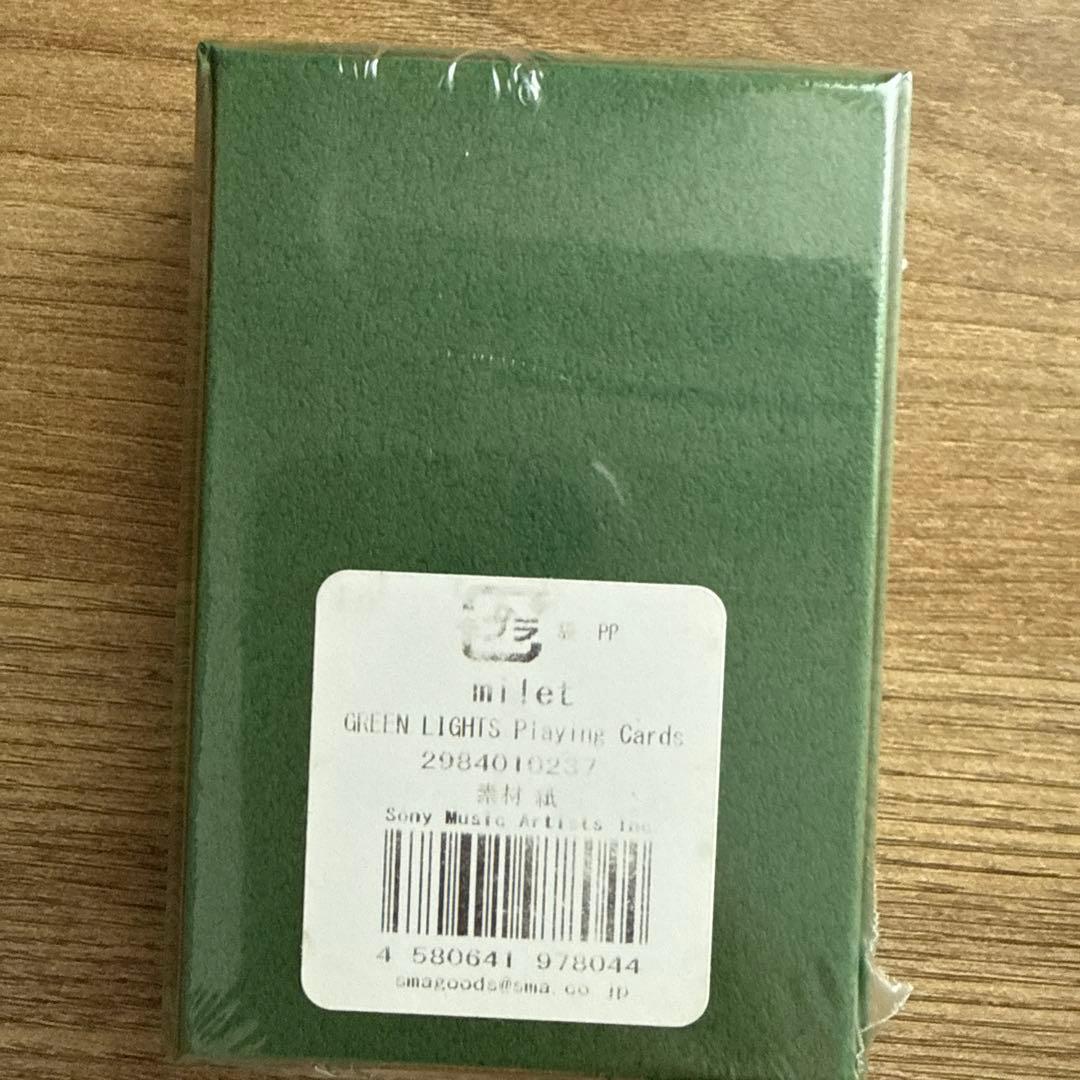 プラ 袋 PP
milet
GREEN LIGHTS Playing Cards
2984010237
素材 紙
Sony Music Artists Inc.
4 580641 978044
smagoods@sma.co.jp